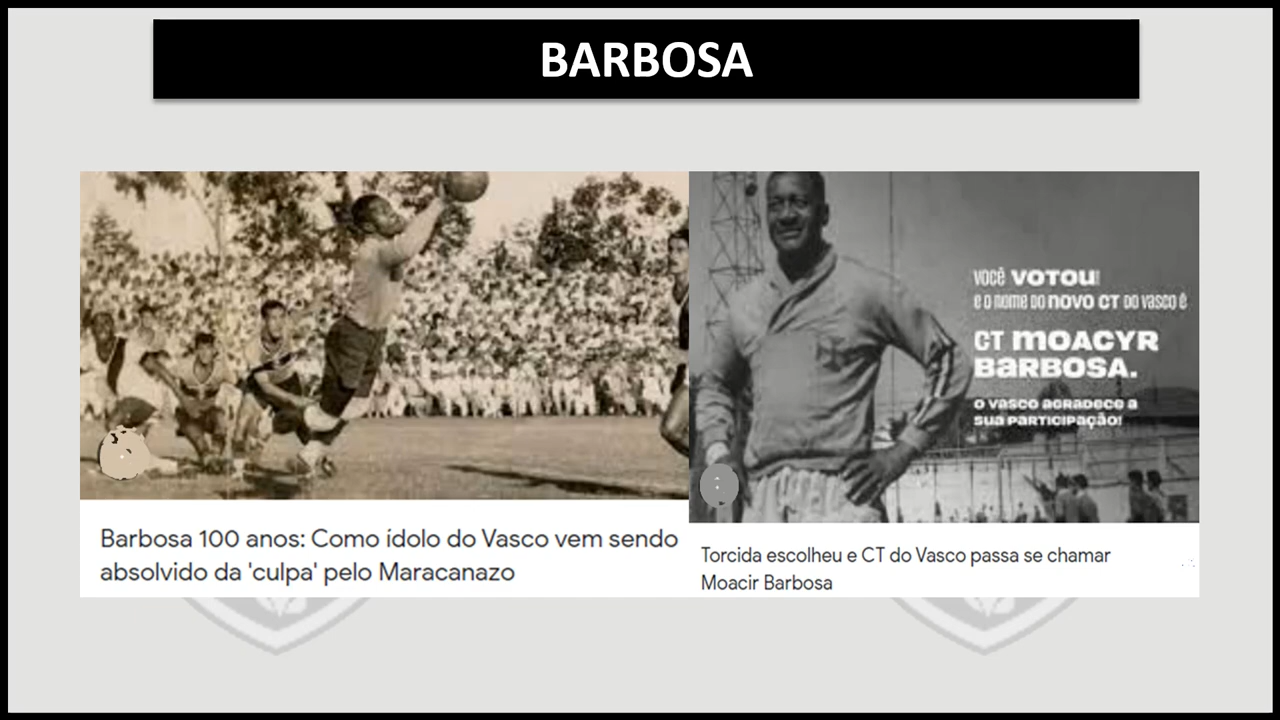 BARBOSA
VOCÊ VOTOU!
E O NOME DO NOVO CT DO VASCO É
CT MOACYR
BARBOSA.
O VASCO AGRADECE A
SUA PARTICIPAÇÃO!
Barbosa 100 anos: Como ídolo do Vasco vem sendo
absolvido da 'culpa' pelo Maracanazo
Torcida escolheu e CT do Vasco passa se chamar
Moacir Barbosa